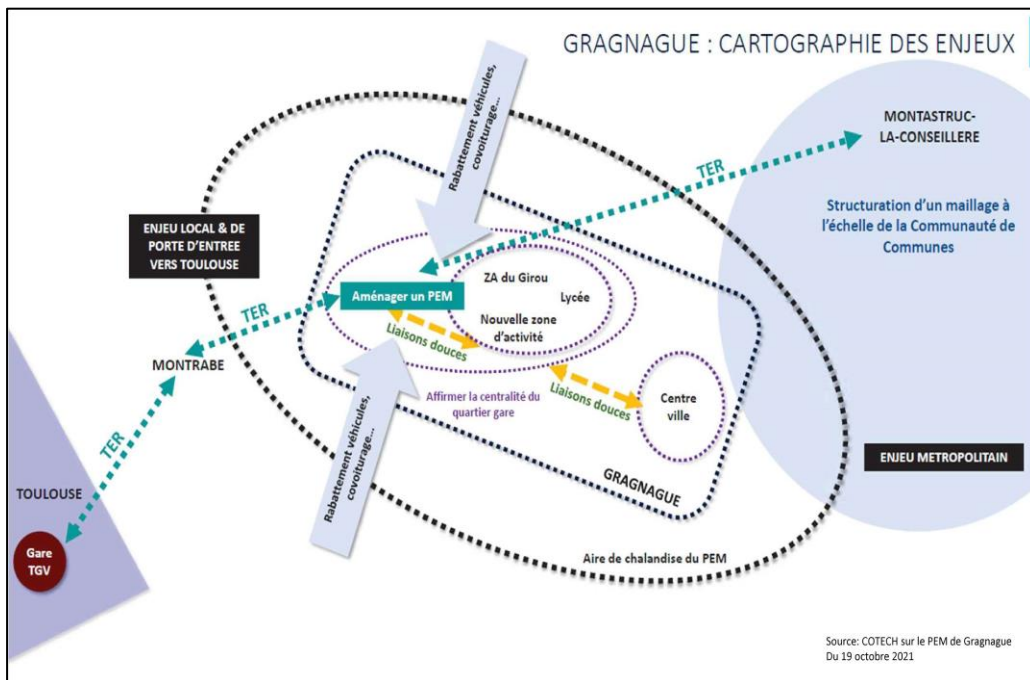 GRAGNAGUE : CARTOGRAPHIE DES ENJEUX
Rabattement véhicules,
covoiturage...
MONTASTRUC-
LA-CONSEILLERE
TER
Structuration d'un maillage à
l'échelle de la Communauté de
Communes
ENJEU LOCAL & DE
PORTE D'ENTREE
VERS TOULOUSE
ZA du Girou
Lycée
Aménager un PEM
Nouvelle zone
d'activité
TER
Liaisons douces
MONTRABE
Affirmer la centralité du
quartier gare
Liaisons douces
Centre
ville
Rabattement véhicules,
covoiturage...
TER
GRAGNAGUE
ENJEU METROPOLITAIN
TOULOUSE
Gare
TGV
Aire de chalandise du PEM
Source: COTECH sur le PEM de Gragnague
Du 19 octobre 2021